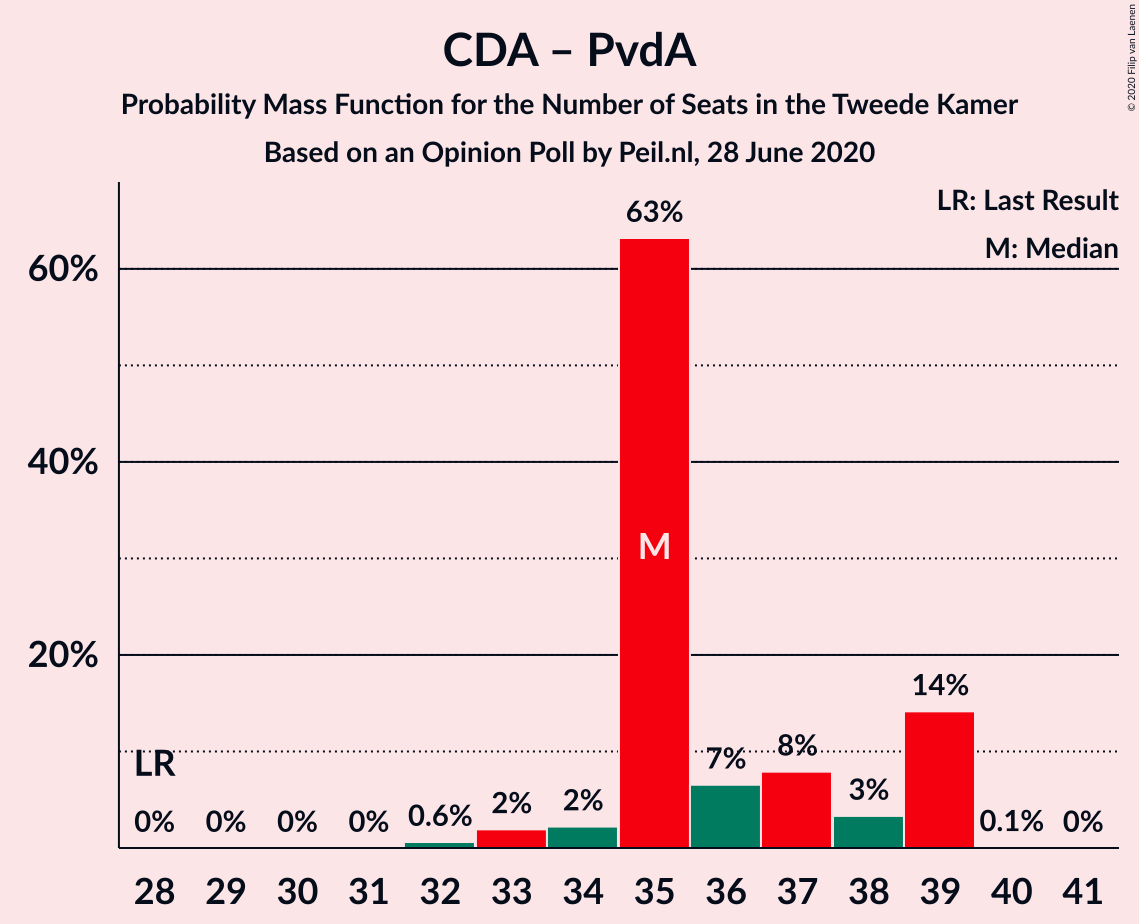 CDA – PvdA
Probability Mass Function for the Number of Seats in the Tweede Kamer
Based on an Opinion Poll by Peil.nl, 28 June 2020
© 2020 Filip van Laenen
LR: Last Result
M: Median
60%
40%
20%
63%
M
LR
0%
0%
0%
0%
0.6%
2%
2%
7%
8%
3%
14%
0.1%
0%
28 29 30 31 32 33 34 35 36 37 38 39 40 41